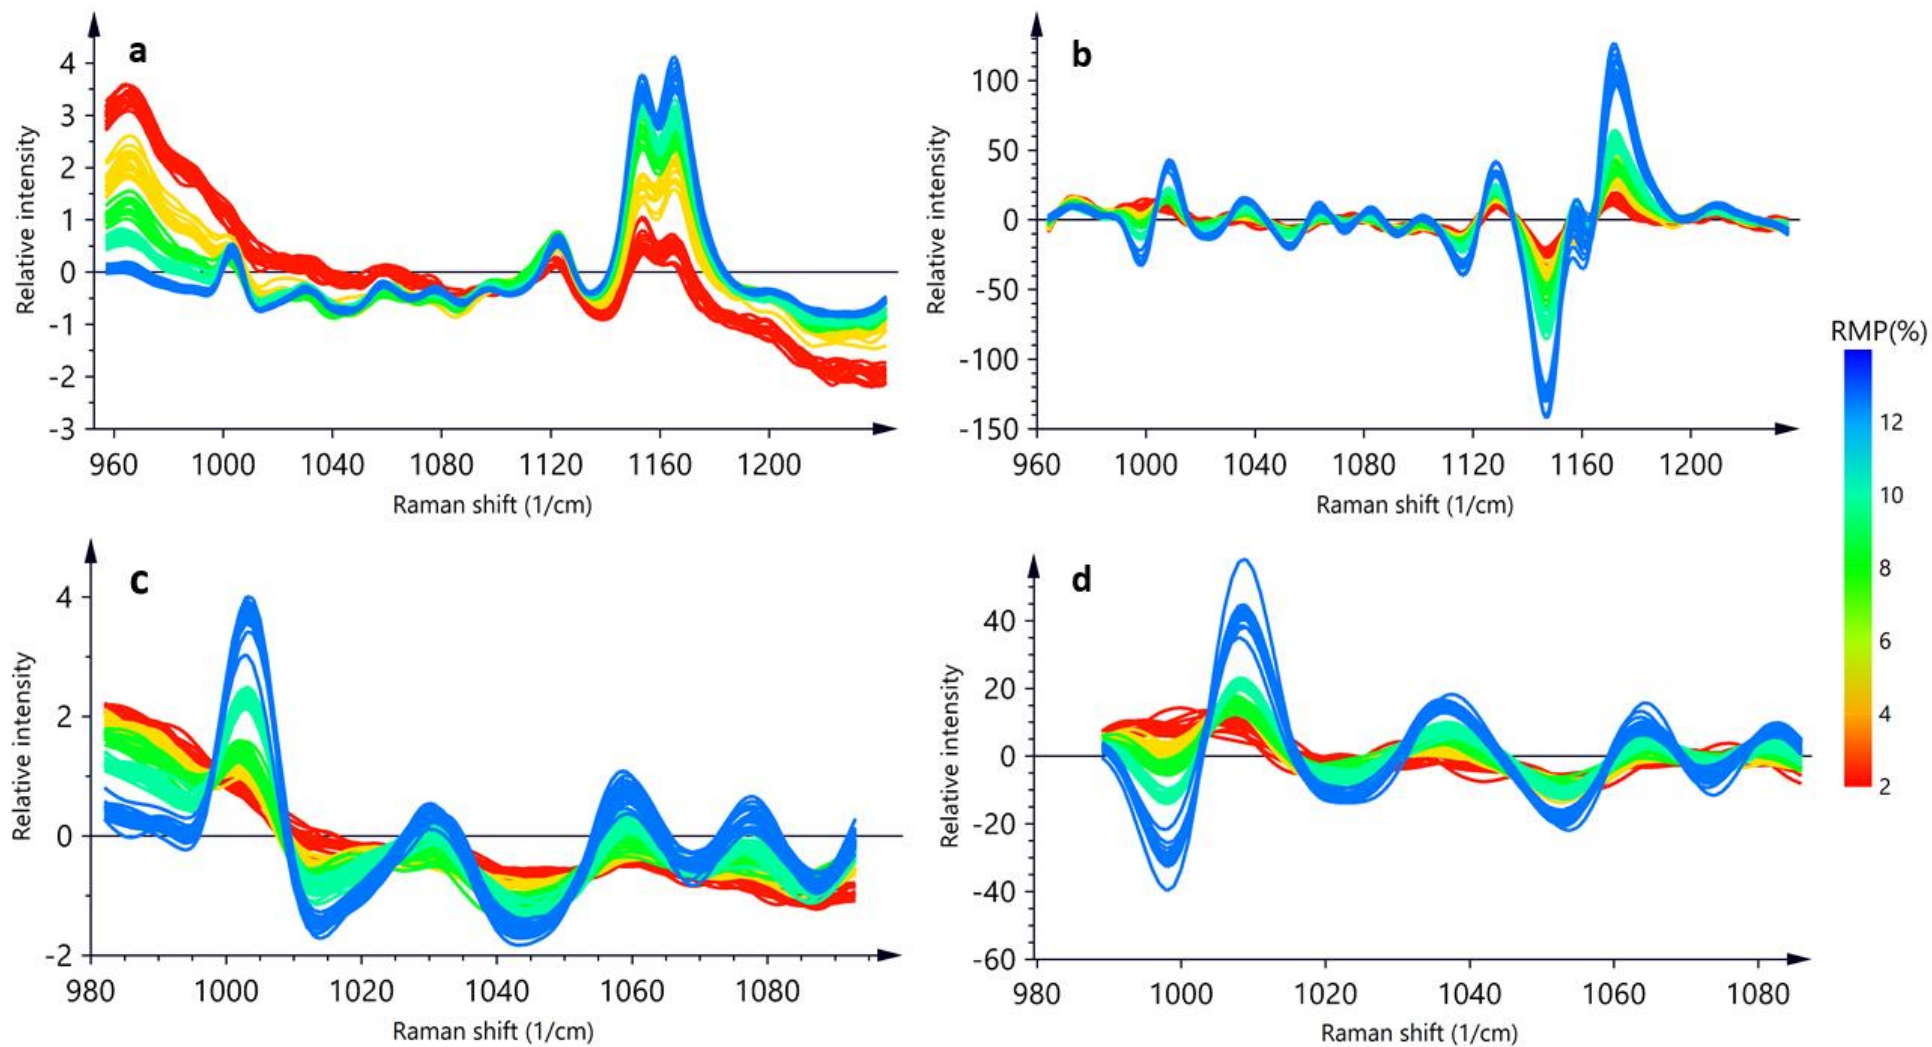 a
4
3
2
1
0
-1
-2
-3
960 1000 1040 1080 1120 1160 1200
Relative intensity
Raman shift (1/cm)
b
100
50
0
-50
-100
-150
960 1000 1040 1080 1120 1160 1200
Relative intensity
Raman shift (1/cm)
RMP(%)
12
10
8
6
4
2
c
4
2
0
-2
980 1000 1020 1040 1060 1080
Relative intensity
Raman shift (1/cm)
d
40
20
0
-20
-40
-60
980 1000 1020 1040 1060 1080
Relative intensity
Raman shift (1/cm)